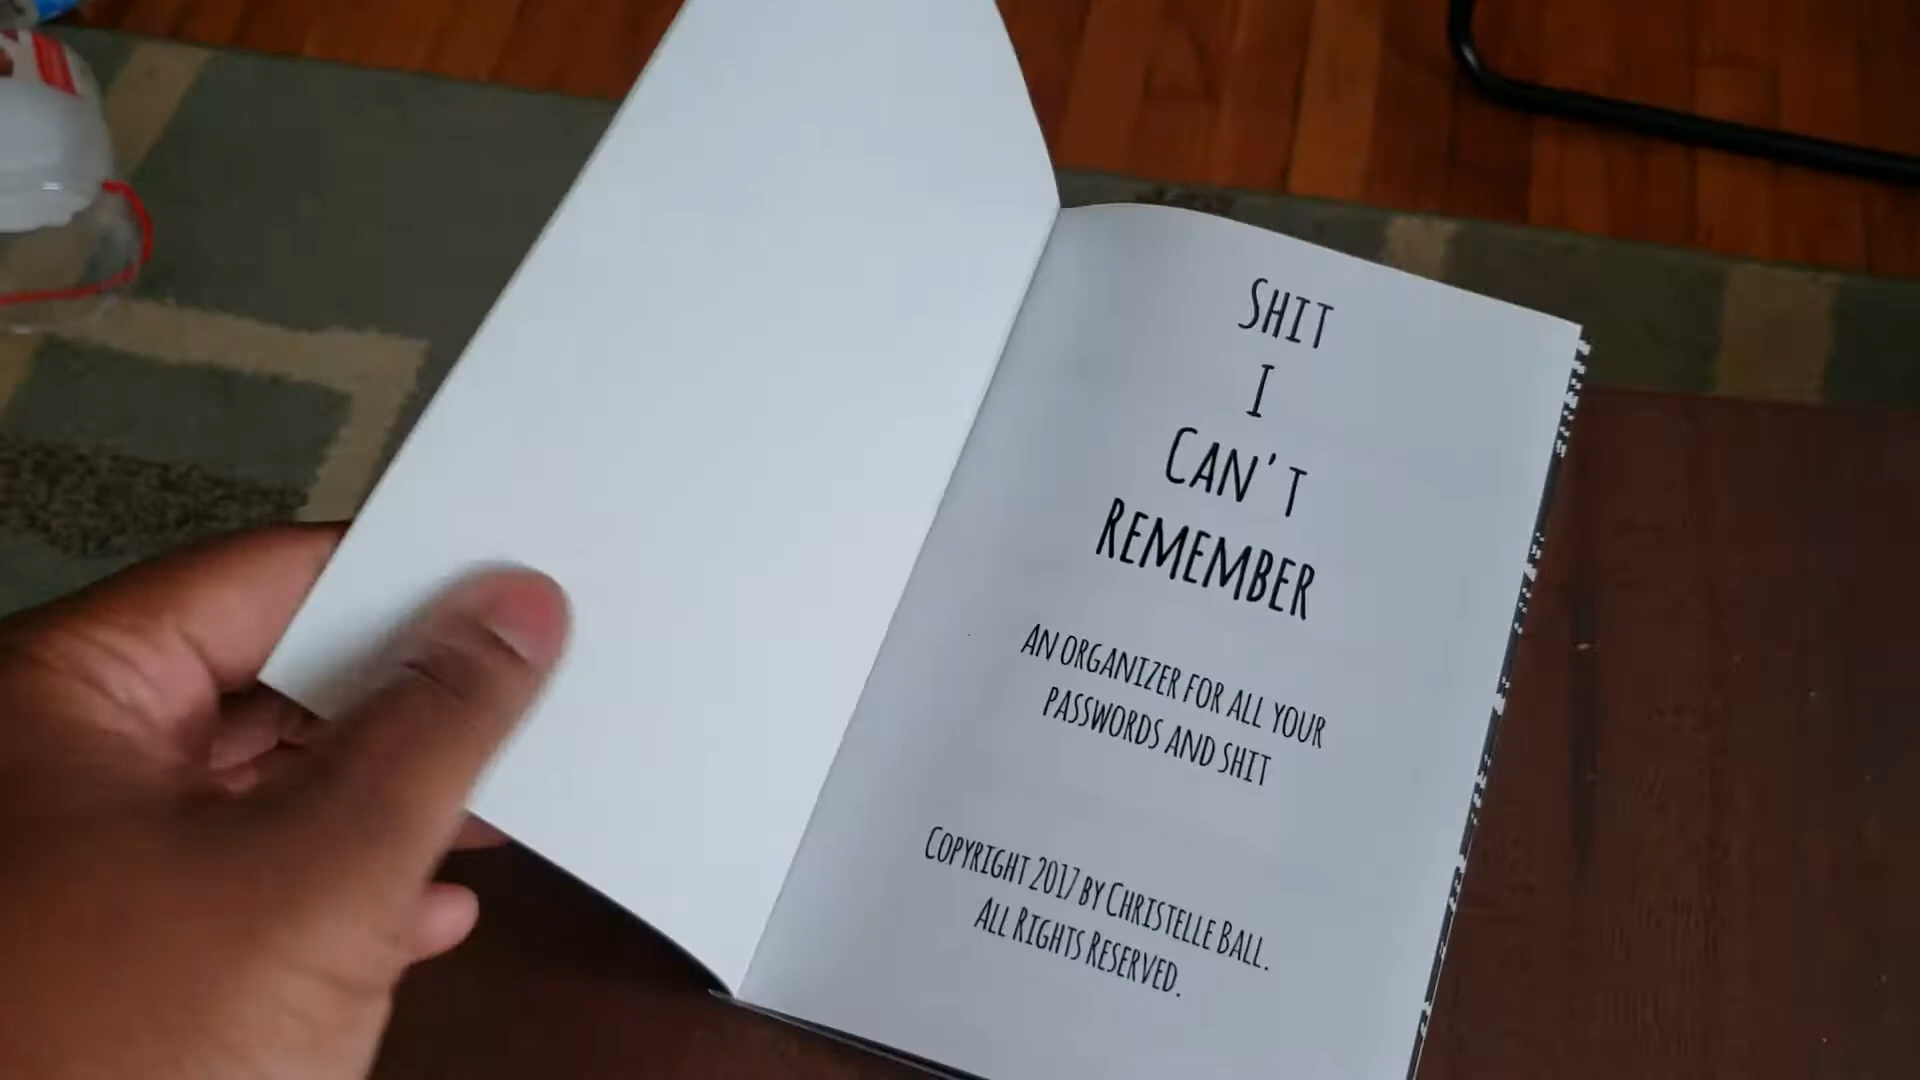 Shit
I
Can't
Remember
An organizer for all your
passwords and shit
Copyright 2017 by Christelle Ball.
All Rights Reserved.